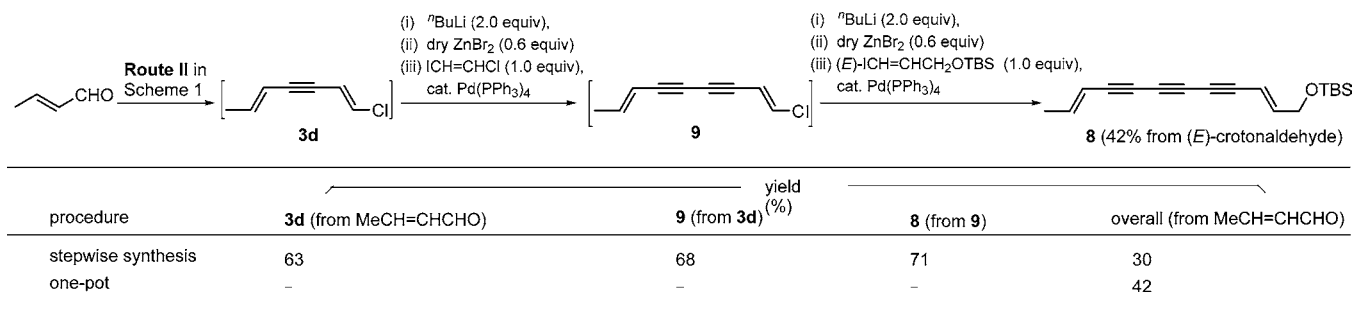 (i) ⁿBuLi (2.0 equiv),
(ii) dry ZnBr₂ (0.6 equiv)
(iii) ICH=CHCl (1.0 equiv),
cat. Pd(PPh₃)₄
(i) ⁿBuLi (2.0 equiv),
(ii) dry ZnBr₂ (0.6 equiv)
(iii) (E)-ICH=CHCH₂OTBS (1.0 equiv),
cat. Pd(PPh₃)₄
CHO
Route II in
Scheme 1
Cl
3d
Cl
9
OTBS
8 (42% from (E)-crotonaldehyde)
yield
(%)
procedure 3d (from MeCH=CHCHO) 9 (from 3d) 8 (from 9) overall (from MeCH=CHCHO)
stepwise synthesis 63 68 71 30
one-pot – – – 42